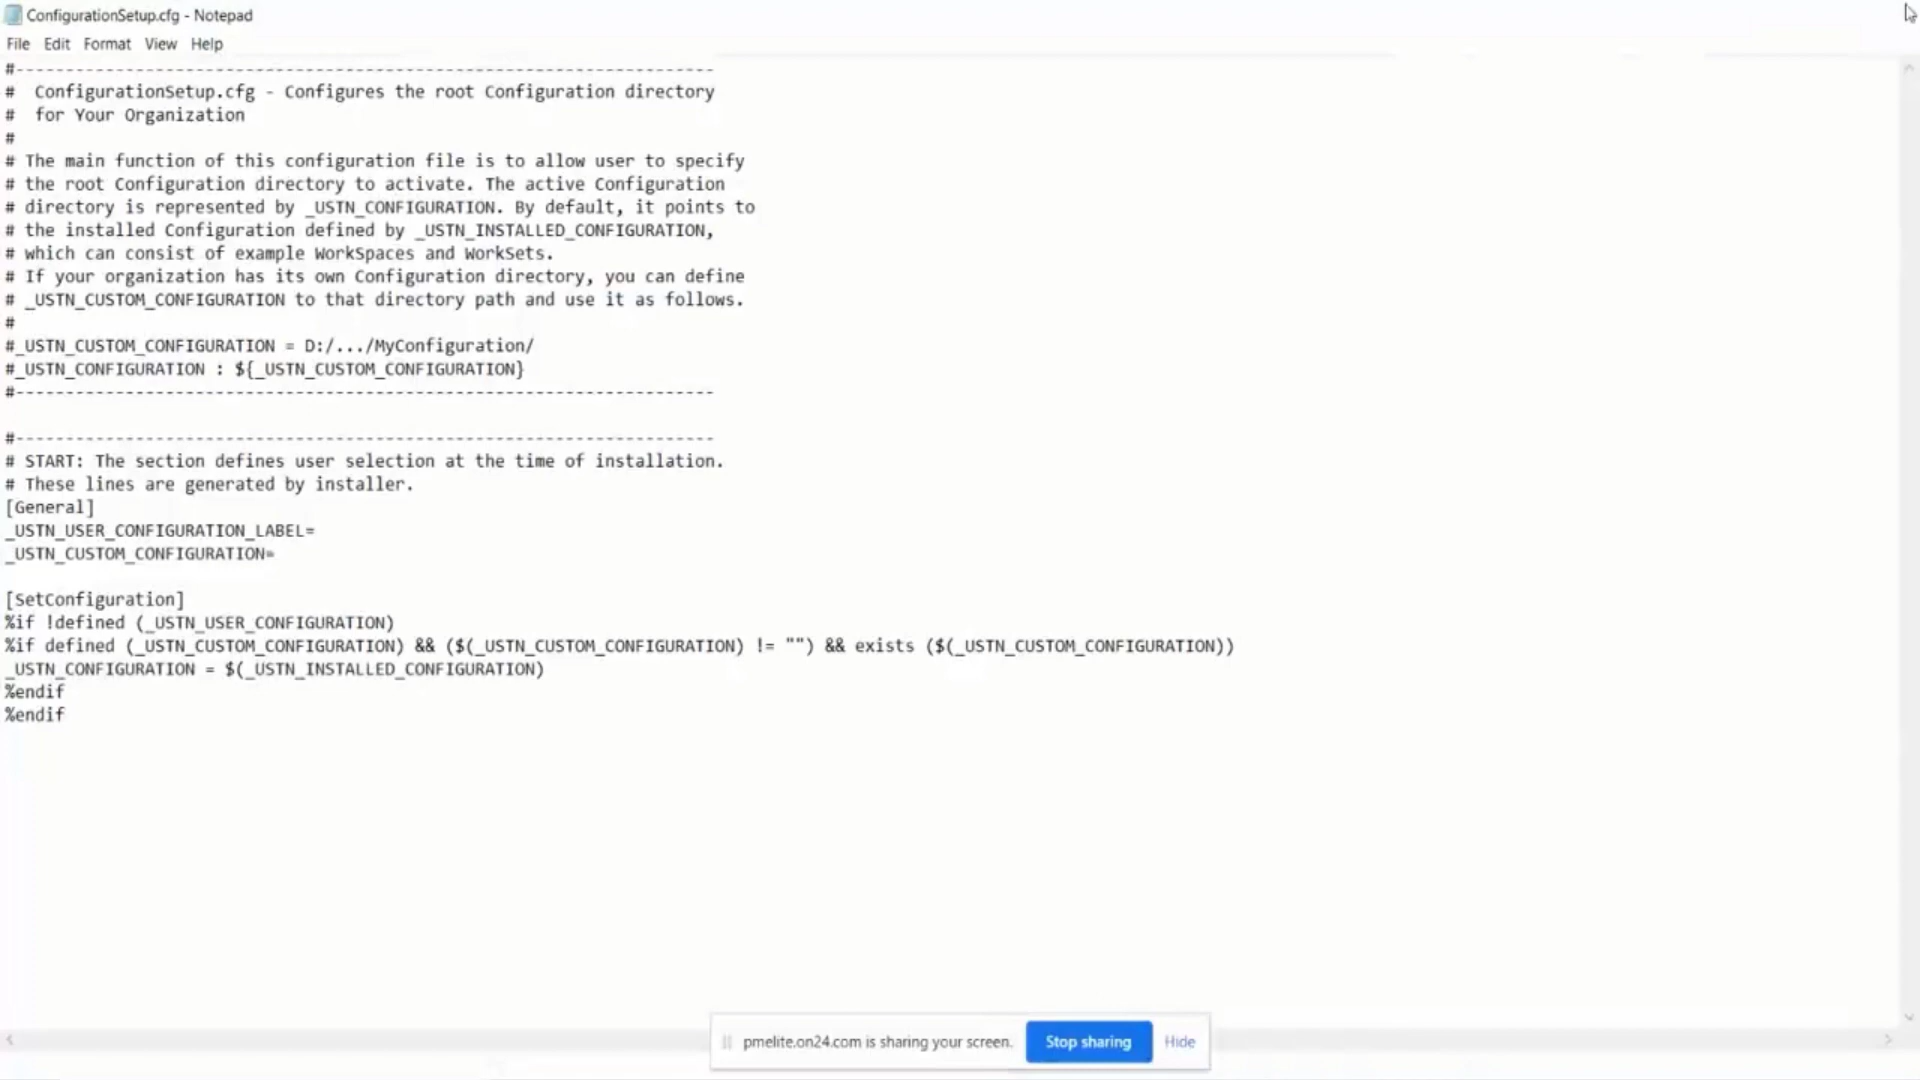 ConfigurationSetup.cfg - Notepad
File Edit Format View Help
#----------------------------------------------------------------------
#  ConfigurationSetup.cfg - Configures the root Configuration directory
#  for Your Organization
#
# The main function of this configuration file is to allow user to specify
# the root Configuration directory to activate. The active Configuration
# directory is represented by _USTN_CONFIGURATION. By default, it points to
# the installed Configuration defined by _USTN_INSTALLED_CONFIGURATION,
# which can consist of example WorkSpaces and WorkSets.
# If your organization has its own Configuration directory, you can define
# _USTN_CUSTOM_CONFIGURATION to that directory path and use it as follows.
#
#_USTN_CUSTOM_CONFIGURATION = D:/.../MyConfiguration/
#_USTN_CONFIGURATION : ${_USTN_CUSTOM_CONFIGURATION}
#----------------------------------------------------------------------
#----------------------------------------------------------------------
# START: The section defines user selection at the time of installation.
# These lines are generated by installer.
[General]
_USTN_USER_CONFIGURATION_LABEL=
_USTN_CUSTOM_CONFIGURATION=
[SetConfiguration]
%if !defined (_USTN_USER_CONFIGURATION)
%if defined (_USTN_CUSTOM_CONFIGURATION) && ($(_USTN_CUSTOM_CONFIGURATION) != "") && exists ($(_USTN_CUSTOM_CONFIGURATION))
_USTN_CONFIGURATION = $(_USTN_INSTALLED_CONFIGURATION)
%endif
%endif
pmelite.on24.com is sharing your screen. Stop sharing Hide